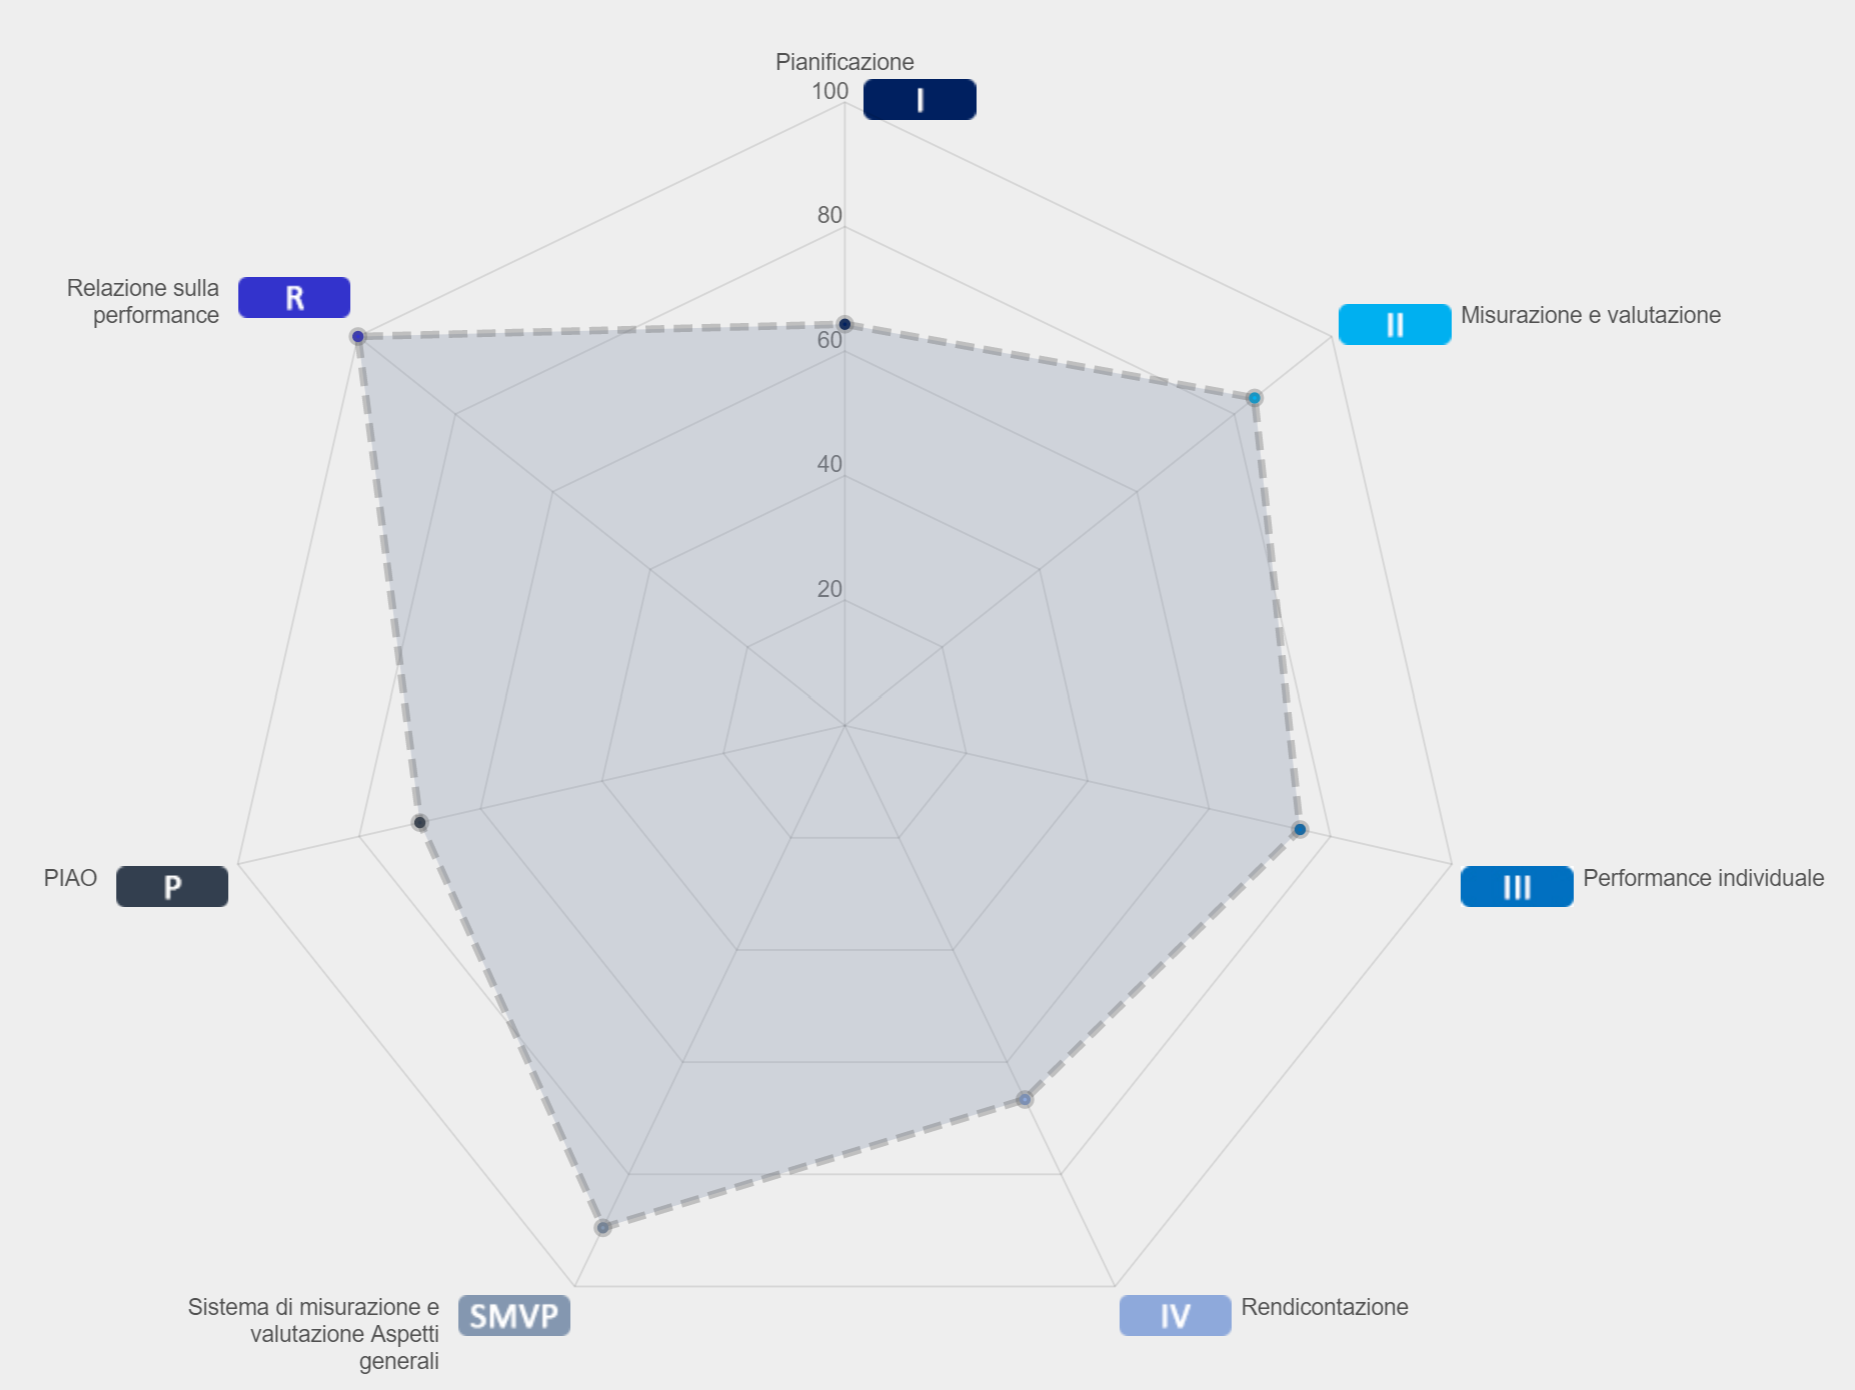 Pianificazione
100
I
80
60
40
20
II
Misurazione e valutazione
III
Performance individuale
IV
Rendicontazione
SMVP
Sistema di misurazione e
valutazione Aspetti
generali
P
PIAO
R
Relazione sulla
performance